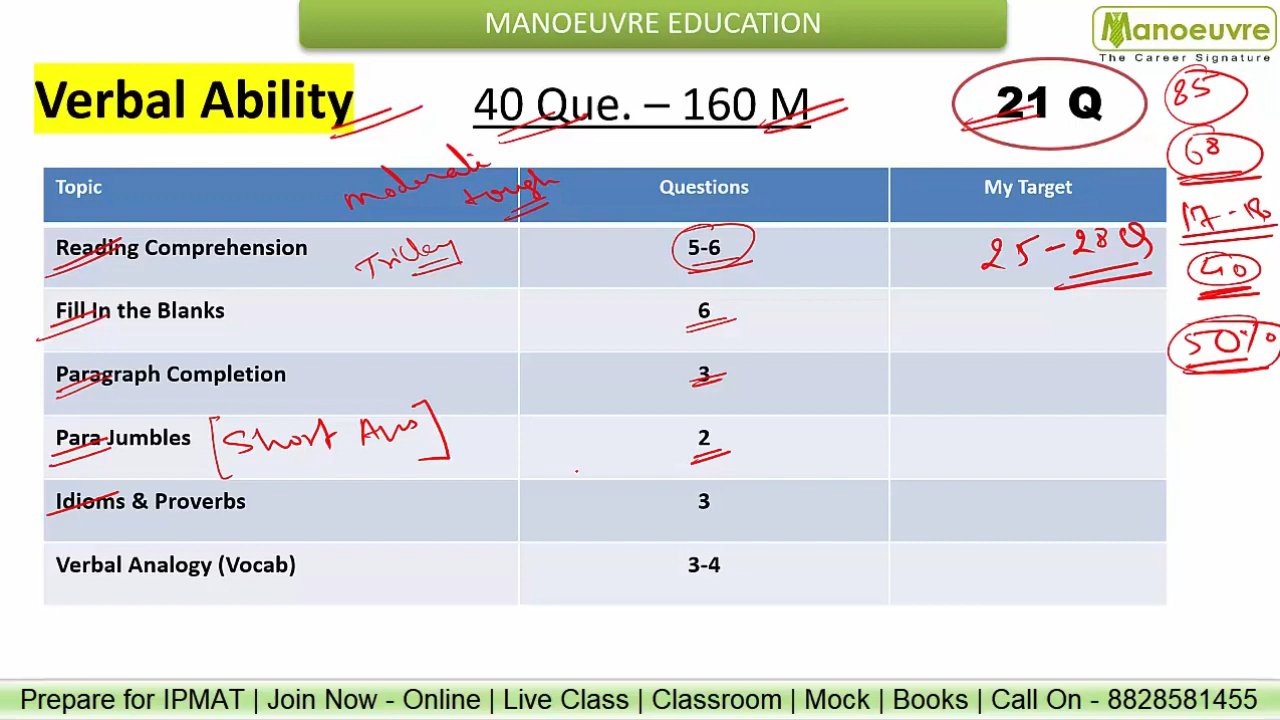 MANOEUVRE EDUCATION
Manoeuvre
The Career Signature
Verbal Ability 40 Que. – 160 M 21 Q
85
68
17-18
40
50%
moderate
tough
Topic Questions My Target
Reading Comprehension Trickey 5-6 25-28 Q
Fill In the Blanks 6
Paragraph Completion 3
Para Jumbles [Short Ans] 2
Idioms & Proverbs 3
Verbal Analogy (Vocab) 3-4
Prepare for IPMAT | Join Now - Online | Live Class | Classroom | Mock | Books | Call On - 8828581455